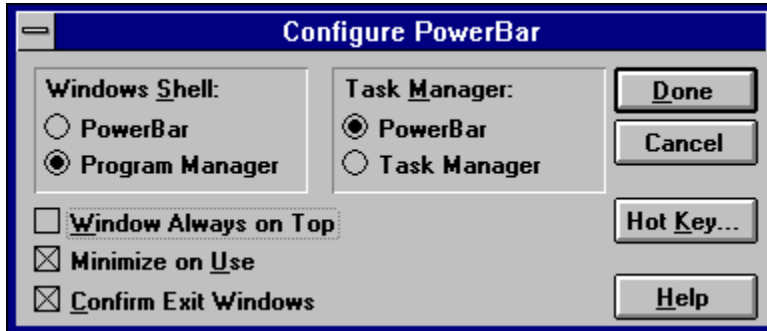 Configure PowerBar
Windows Shell:
PowerBar
Program Manager
Task Manager:
PowerBar
Task Manager
Window Always on Top
Minimize on Use
Confirm Exit Windows
Done
Cancel
Hot Key...
Help